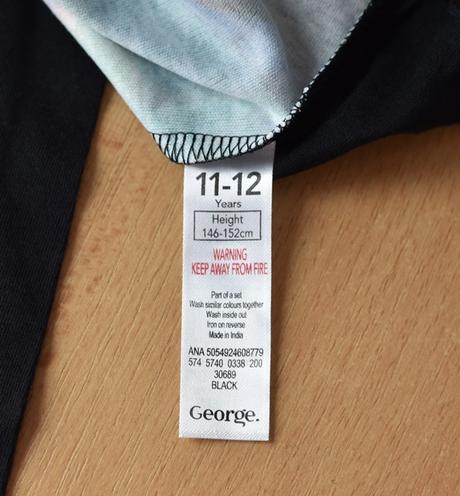 11-12
Years
Height
146-152cm
WARNING
KEEP AWAY FROM FIRE
Part of a set
Wash similar colours together
Wash inside out
Iron on reverse
Made in India
ANA 5054924608779
574 5740 0338 200
30689
BLACK
George.